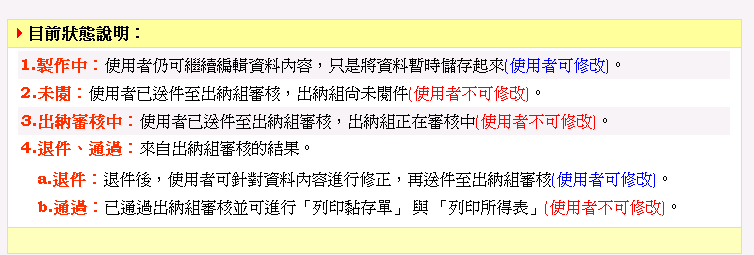 目前狀態說明：
1.製作中：使用者仍可繼續編輯資料內容，只是將資料暫時儲存起來(使用者可修改)。
2.未閱：使用者已送件至出納組審核，出納組尚未閱件(使用者不可修改)。
3.出納審核中：使用者已送件至出納組審核，出納組正在審核中(使用者不可修改)。
4.退件、通過：來自出納組審核的結果。
a.退件：退件後，使用者可針對資料內容進行修正，再送件至出納組審核(使用者可修改)。
b.通過：已通過出納組審核並可進行「列印黏存單」 與 「列印所得表」(使用者不可修改)。